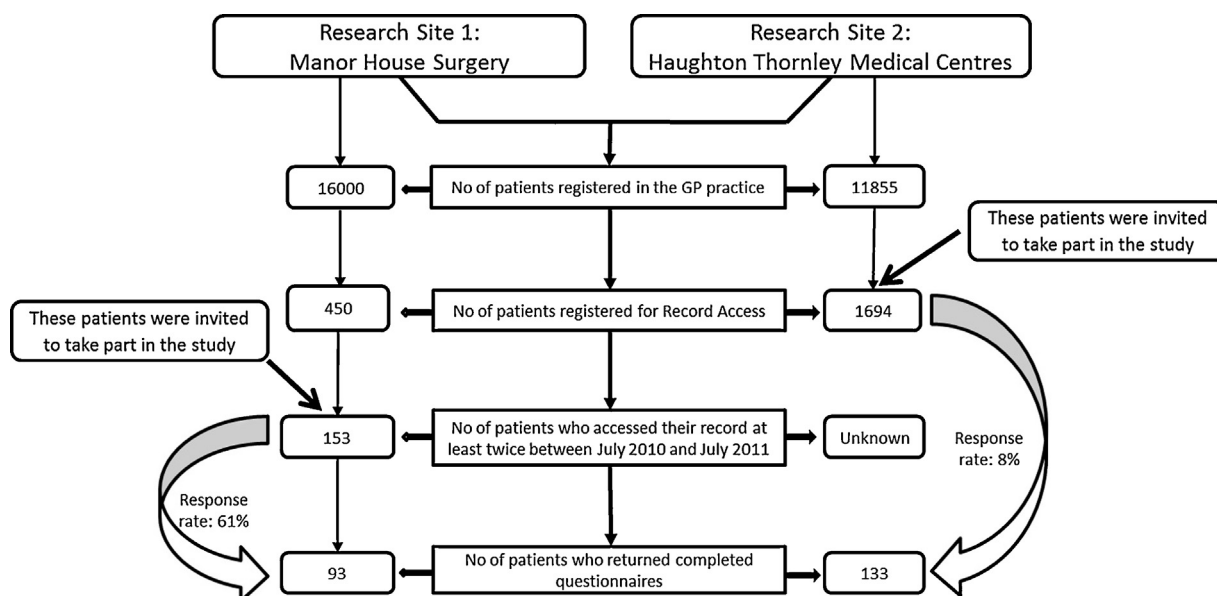 Research Site 1:
Manor House Surgery
Research Site 2:
Haughton Thornley Medical Centres
16000
No of patients registered in the GP practice
11855
These patients were invited
to take part in the study
450
No of patients registered for Record Access
1694
These patients were invited
to take part in the study
153
No of patients who accessed their record at
least twice between July 2010 and July 2011
Unknown
Response
rate: 8%
Response
rate: 61%
93
No of patients who returned completed
questionnaires
133